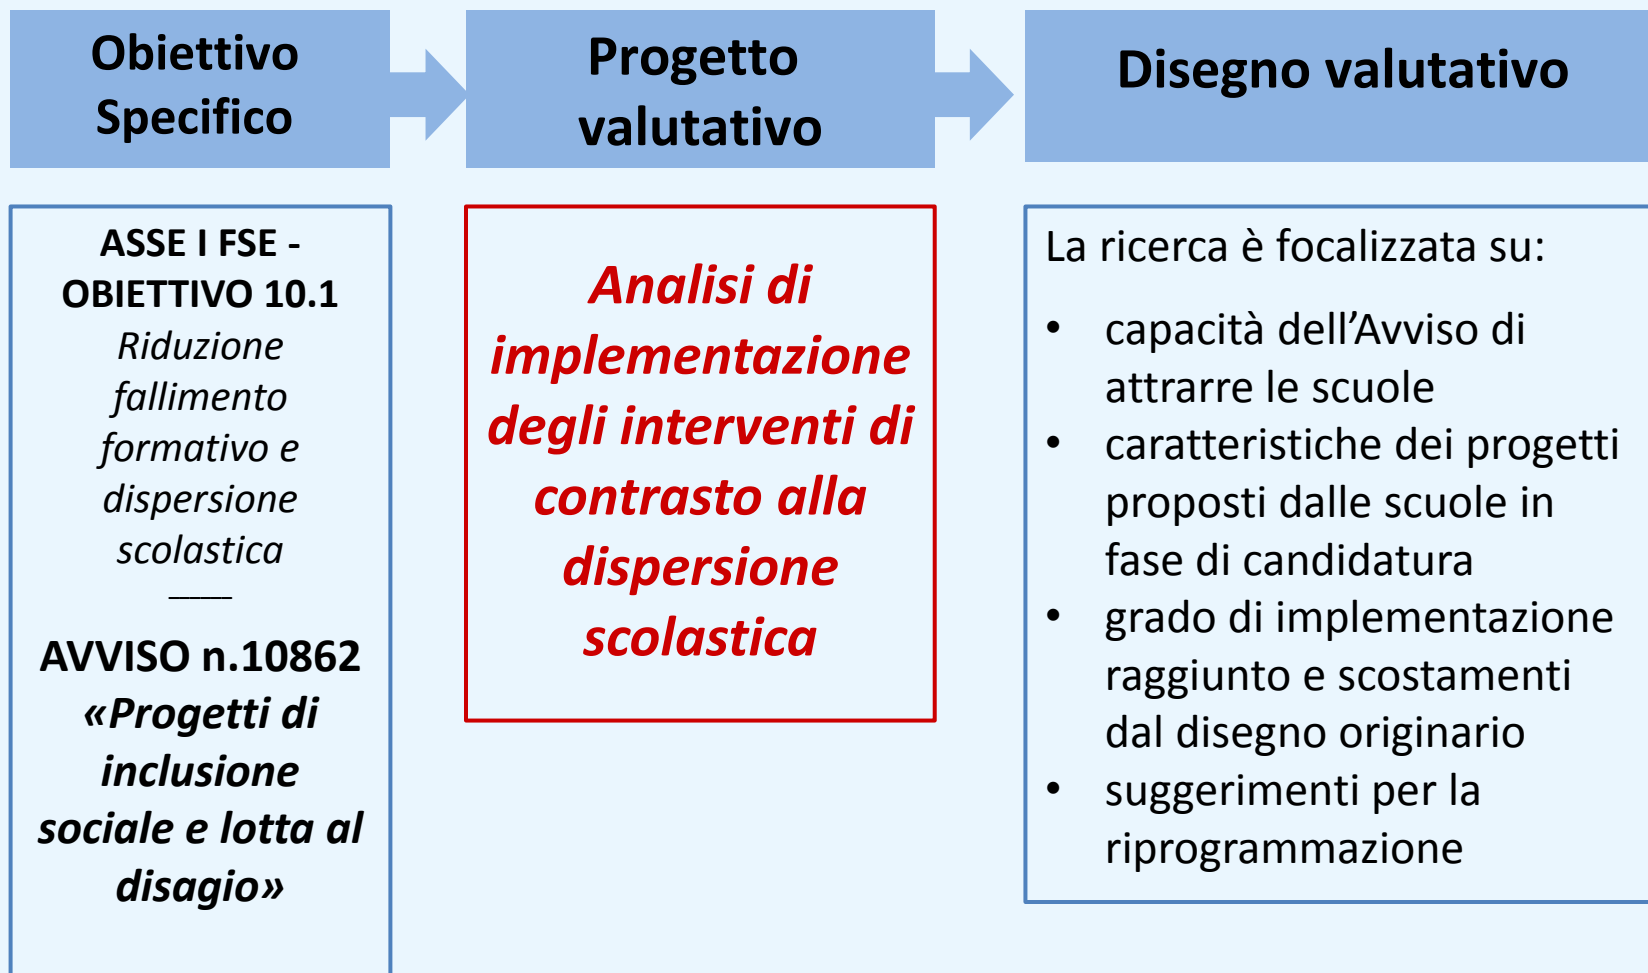 Obiettivo
Specifico
Progetto
valutativo
Disegno valutativo
ASSE I FSE -
OBIETTIVO 10.1
Riduzione
fallimento
formativo e
dispersione
scolastica
______
AVVISO n.10862
«Progetti di
inclusione
sociale e lotta al
disagio»
Analisi di
implementazione
degli interventi di
contrasto alla
dispersione
scolastica
La ricerca è focalizzata su:
• capacità dell’Avviso di
attrarre le scuole
• caratteristiche dei progetti
proposti dalle scuole in
fase di candidatura
• grado di implementazione
raggiunto e scostamenti
dal disegno originario
• suggerimenti per la
riprogrammazione